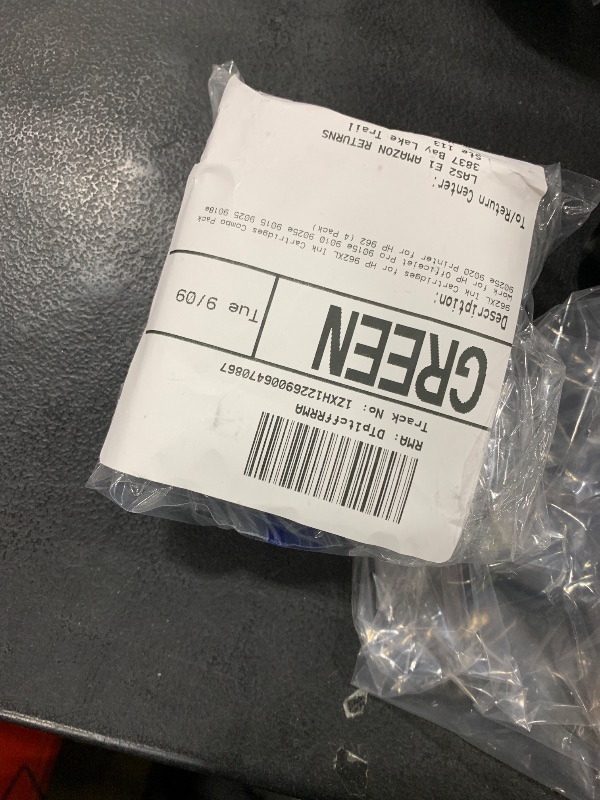 RMA: DTp1tcffRRMA
Track No: 1ZXH12269006470867
GREEN
Tue 9/09
Description:
962XL Ink Cartridges for HP 962XL Ink Cartridges Combo Pack
Work for HP Officejet Pro 9015e 9010 9025e 9015 9025 9018e
9025e 9020 Printer for HP 962 (4 Pack)
To/Return Center:
LAS2 E1 AMAZON RETURNS
3837 Bay Lake Trail
Ste 113